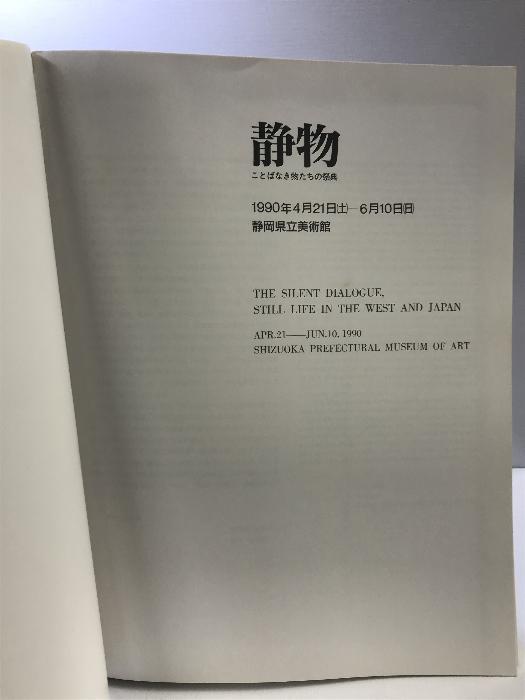 静物
ことばなき物たちの祭典
1990年4月21日(土)—6月10日(日)
静岡県立美術館
THE SILENT DIALOGUE,
STILL LIFE IN THE WEST AND JAPAN
APR.21——JUN.10, 1990
SHIZUOKA PREFECTURAL MUSEUM OF ART